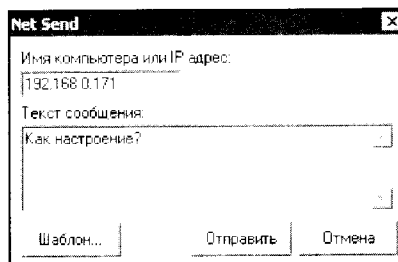 Net Send
Имя компьютера или IP адрес:
192.168.0.171
Текст сообщения:
Как настроение?
Шаблон... Отправить Отмена